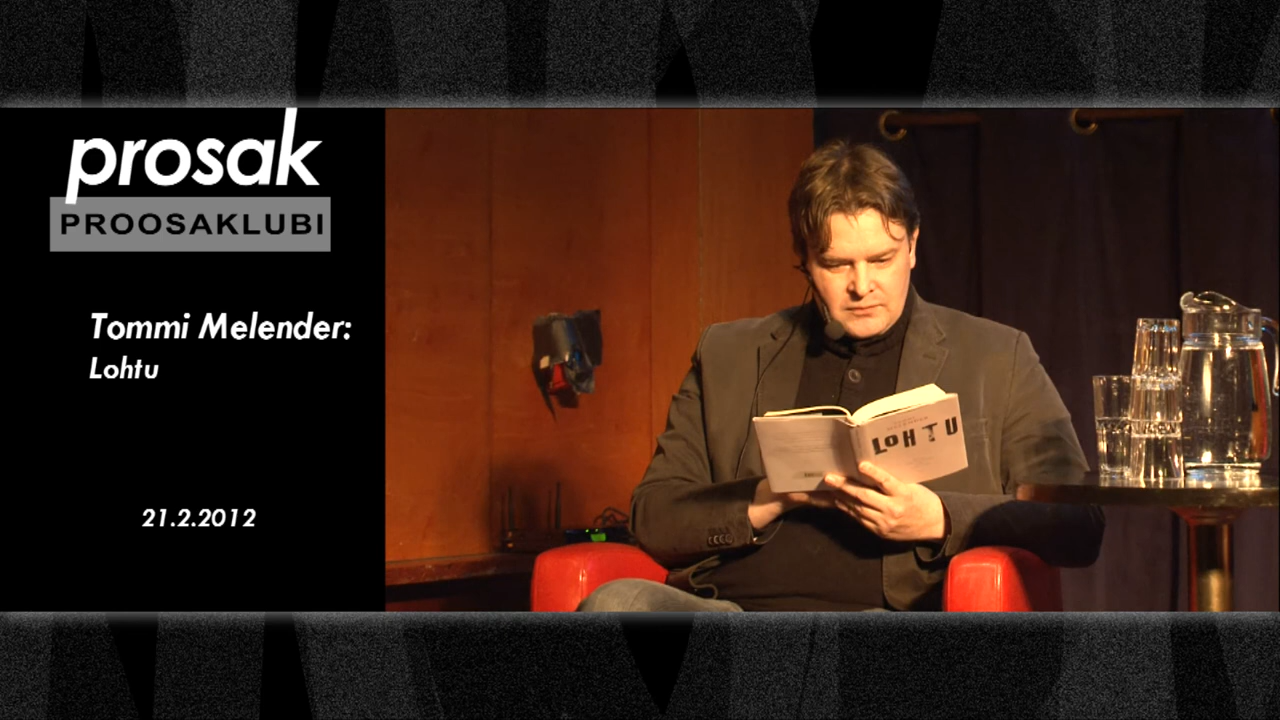 prosak
PROOSAKLUBI
Tommi Melender:
Lohtu
21.2.2012
LOHTU